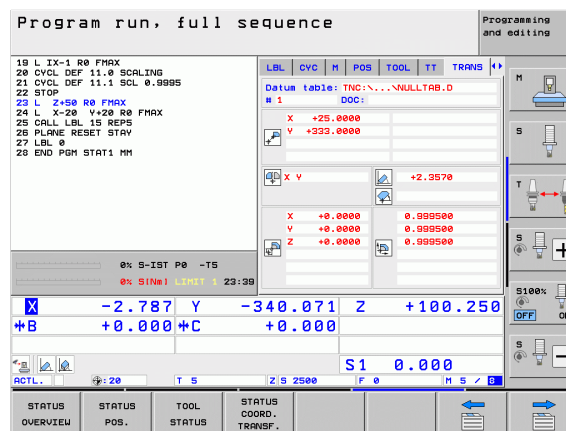 Program run, full sequence
Programming
and editing
19 L IX-1 R0 FMAX
20 CYCL DEF 11.0 SCALING
21 CYCL DEF 11.1 SCL 0.9995
22 STOP
23 L Z+50 R0 FMAX
24 L X-20 Y+20 R0 FMAX
25 CALL LBL 15 REP5
26 PLANE RESET STAY
27 LBL 0
28 END PGM STAT1 MM
LBL CYC M POS TOOL TT TRANS
Datum table: TNC:\...\NULLTAB.D
# 1 DOC:
X +25.0000
Y +333.0000
X Y +2.3570
X +0.0000 0.999500
Y +0.0000 0.999500
Z +0.0000 0.999500
0% S-IST P0 -T5
0% S[Nm] LIMIT 1 23:39
X -2.787 Y -340.071 Z +100.250
B +0.000 C +0.000
S1 0.000
ACTL. : 20 T 5 Z S 2500 F 0 M 5 / 8
M
S
T
S
S100%
OFF
S
STATUS
OVERVIEW
STATUS
POS.
TOOL
STATUS
STATUS
COORD.
TRANSF.